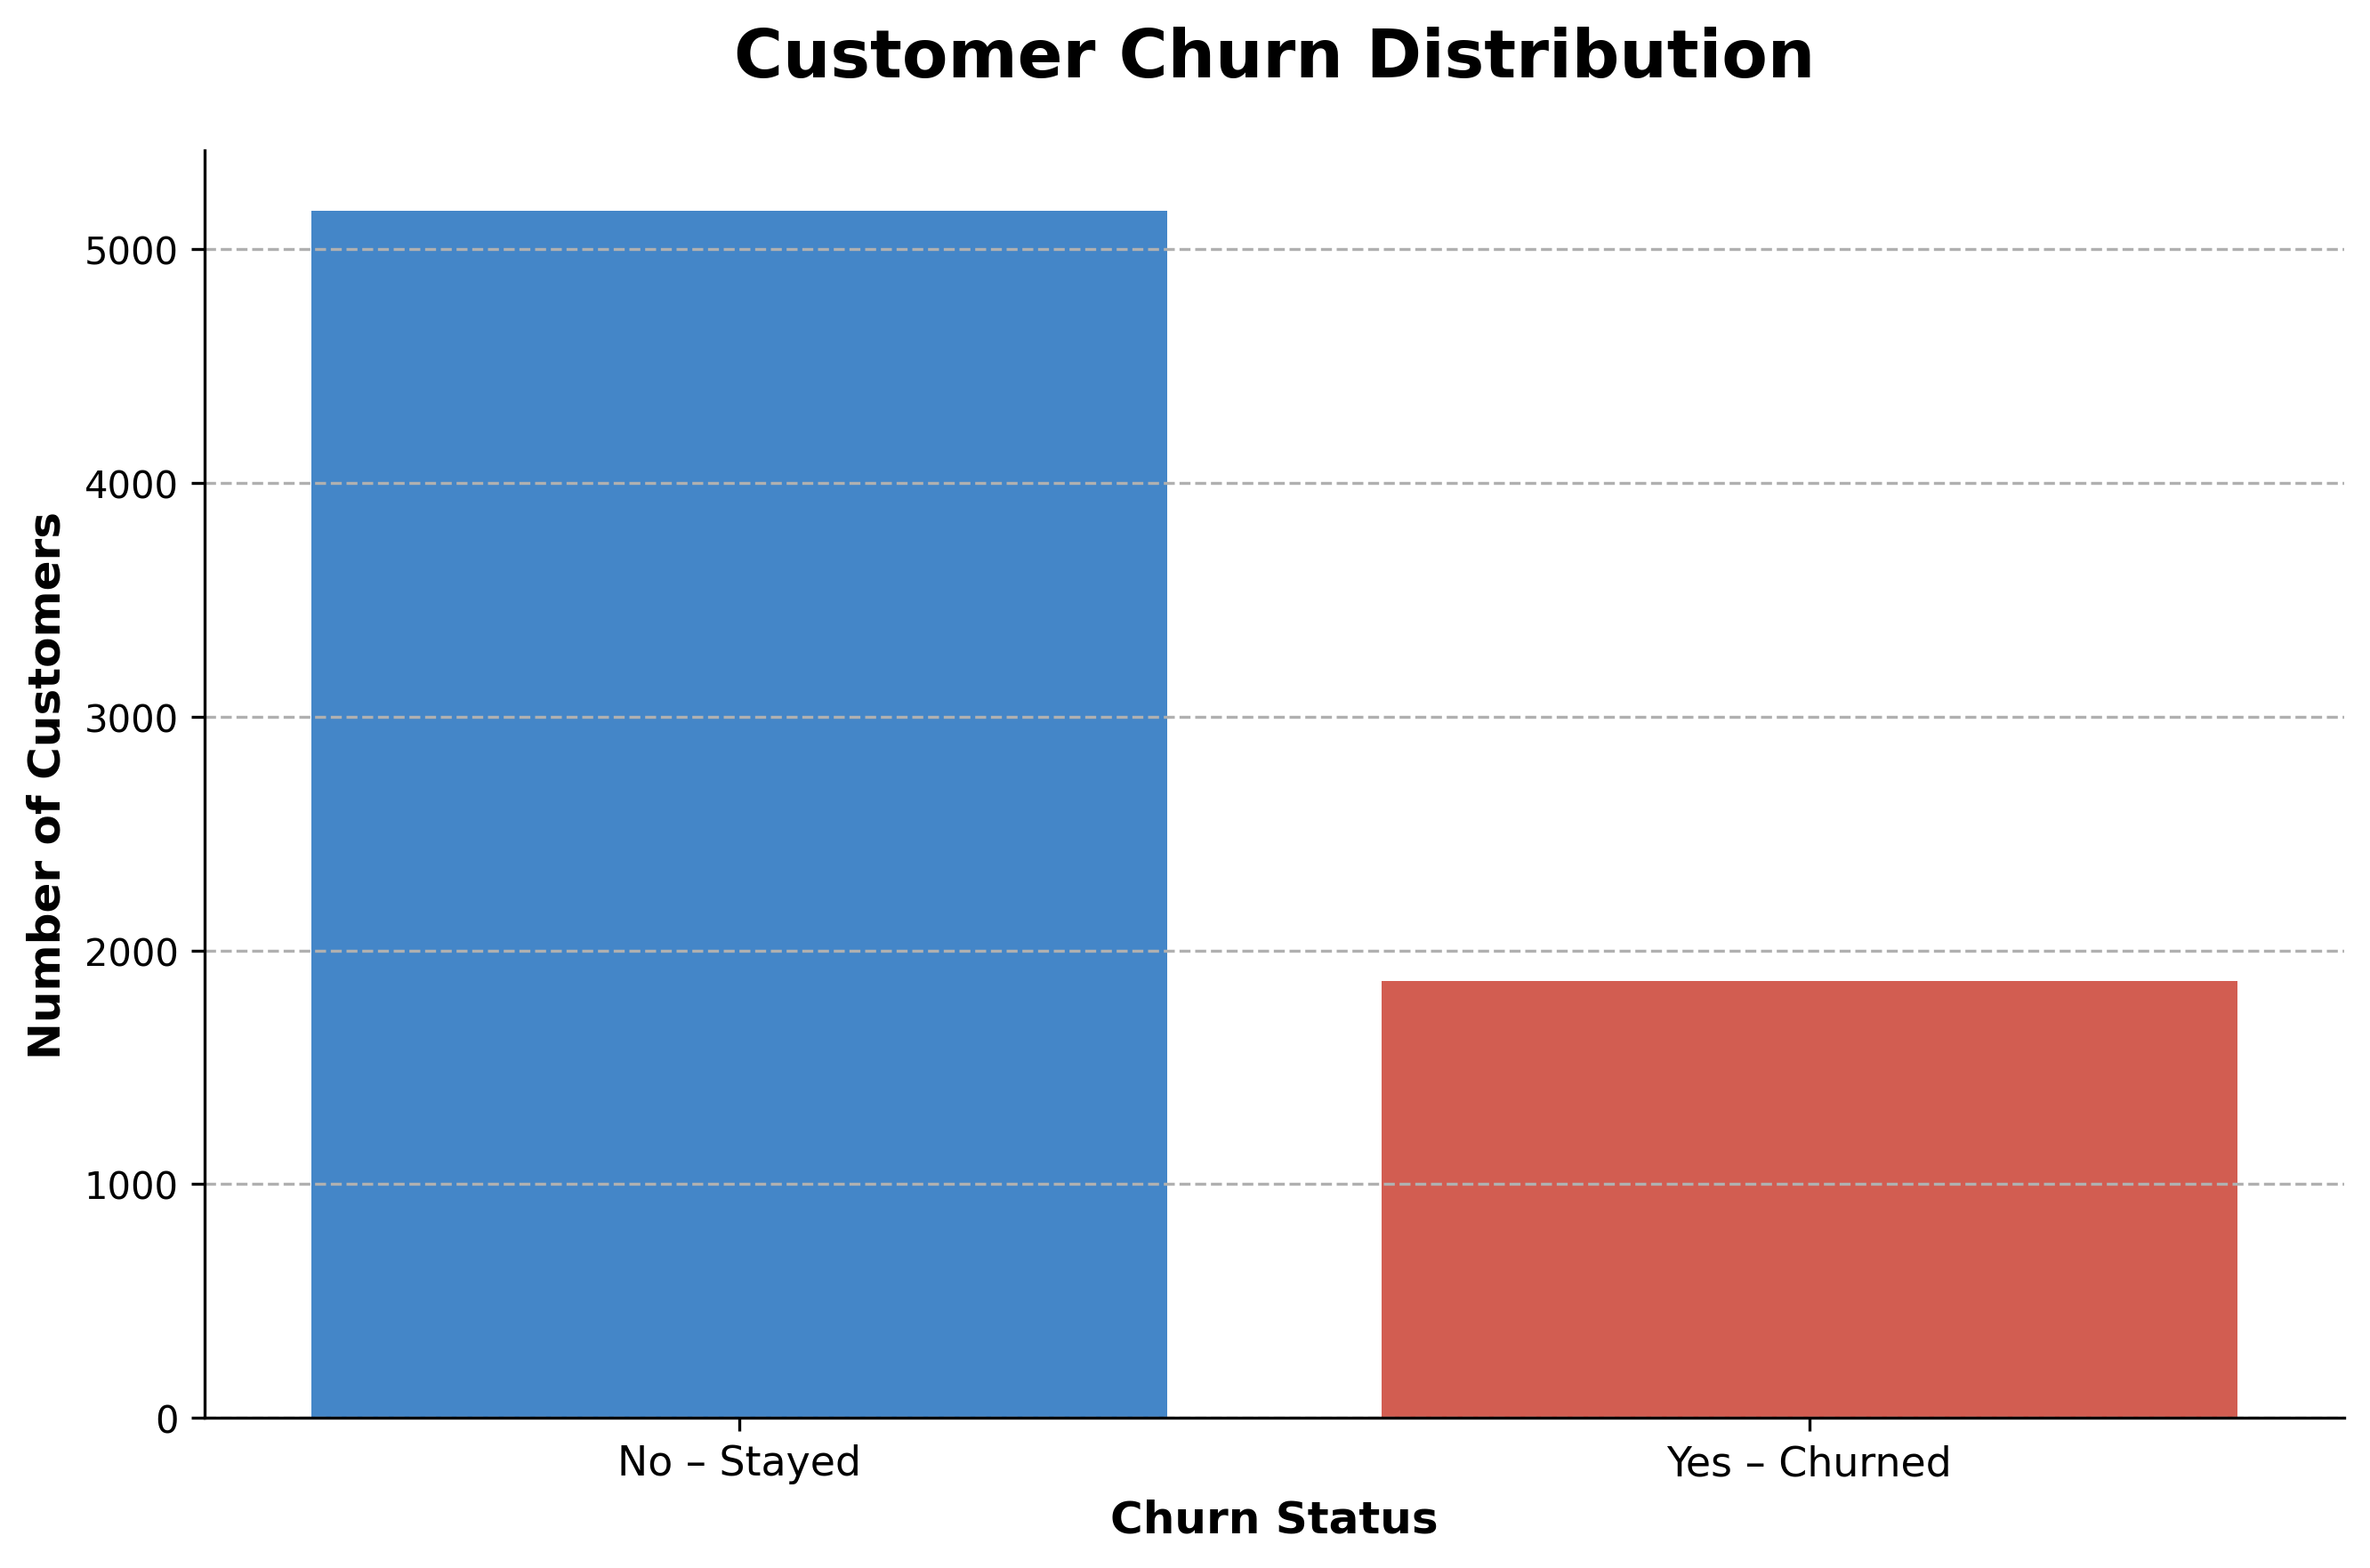 Customer Churn Distribution
Number of Customers
5000
4000
3000
2000
1000
0
No – Stayed
Yes – Churned
Churn Status